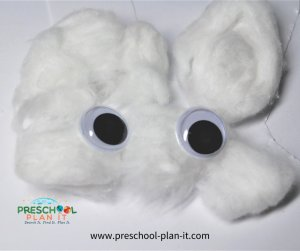 PRESCHOOL
PLAN IT
Search It. Find It. Plan It.
www.preschool-plan-it.com